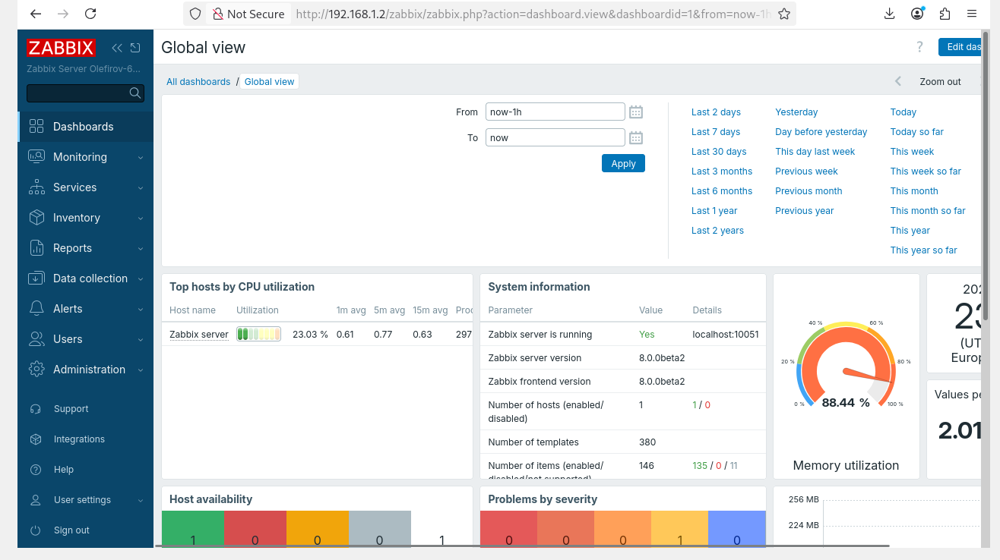 Not Secure http://192.168.1.2/zabbix/zabbix.php?action=dashboard.view&dashboardid=1&from=now-1h
ZABBIX
Zabbix Server Olefirov-6...
Dashboards
Monitoring
Services
Inventory
Reports
Data collection
Alerts
Users
Administration
Support
Integrations
Help
User settings
Sign out
Global view
? Edit das
All dashboards / Global view
Zoom out
From now-1h
To now
Apply
Last 2 days Yesterday Today
Last 7 days Day before yesterday Today so far
Last 30 days This day last week This week
Last 3 months Previous week This week so far
Last 6 months Previous month This month
Last 1 year Previous year This month so far
Last 2 years This year
This year so far
Top hosts by CPU utilization
Host name Utilization 1m avg 5m avg 15m avg Proc
Zabbix server 23.03 % 0.61 0.77 0.63 297
System information
Parameter Value Details
Zabbix server is running Yes localhost:10051
Zabbix server version 8.0.0beta2
Zabbix frontend version 8.0.0beta2
Number of hosts (enabled/
disabled) 1 1 / 0
Number of templates 380
Number of items (enabled/
disabled/not supported) 146 135 / 0 / 11
0 % 20 % 40 % 60 % 80 % 100 %
88.44 %
Memory utilization
202
23
(UT
Europ
Values pe
2.01
Host availability
1 0 0 0 1
Problems by severity
0 0 0 1 0
256 MB
224 MB